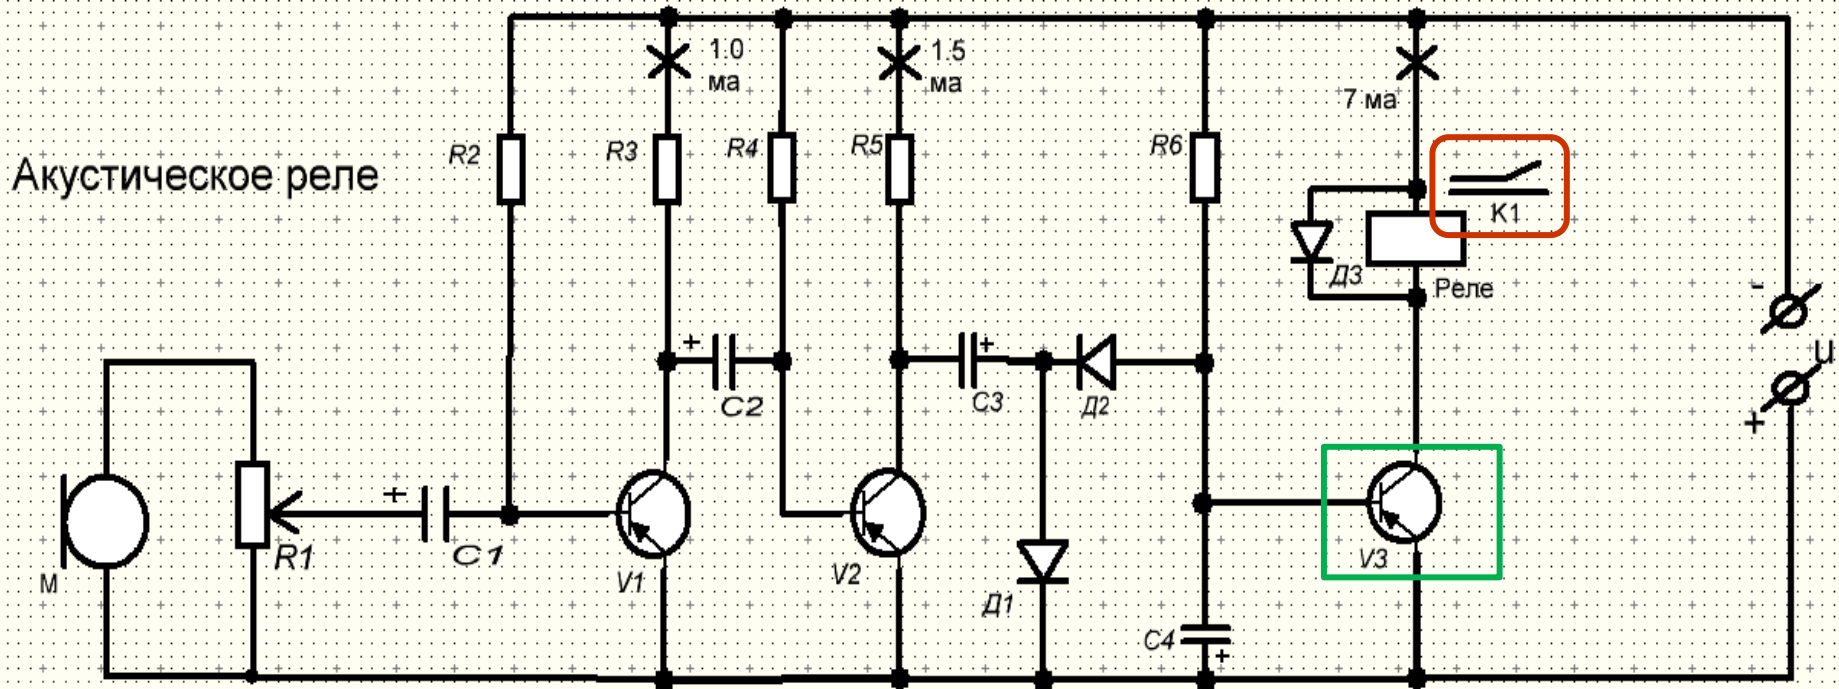 1.0
ма
1.5
ма
7 ма
R2
R3
R4
R5
R6
Акустическое реле
K1
Д3
Реле
-
u
+
+
C2
+
C3
Д2
+
C1
R1
M
V1
V2
V3
Д1
C4
+